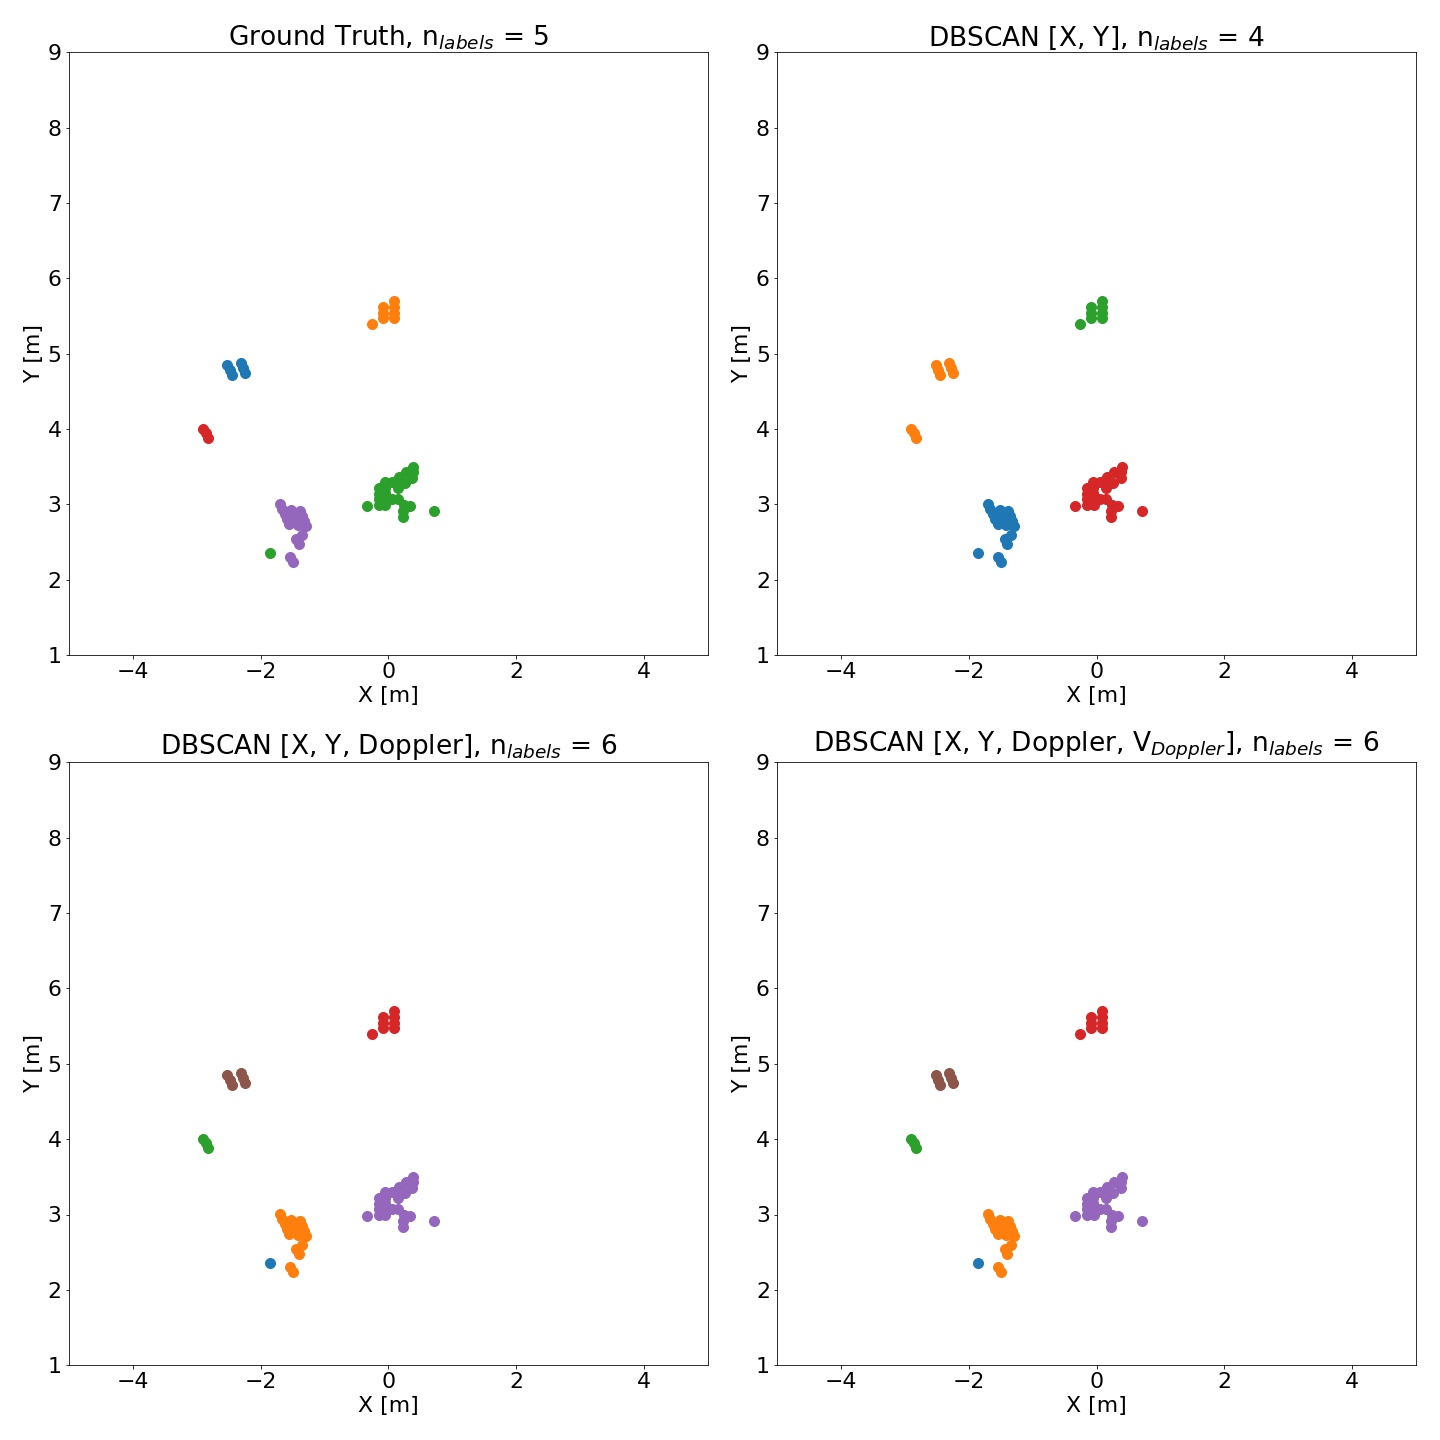 Ground Truth, n_labels = 5
9
8
7
6
5
4
3
2
1
Y [m]
−4 −2 0 2 4
X [m]
DBSCAN [X, Y], n_labels = 4
9
8
7
6
5
4
3
2
1
Y [m]
−4 −2 0 2 4
X [m]
DBSCAN [X, Y, Doppler], n_labels = 6
9
8
7
6
5
4
3
2
1
Y [m]
−4 −2 0 2 4
X [m]
DBSCAN [X, Y, Doppler, V_Doppler], n_labels = 6
9
8
7
6
5
4
3
2
1
Y [m]
−4 −2 0 2 4
X [m]